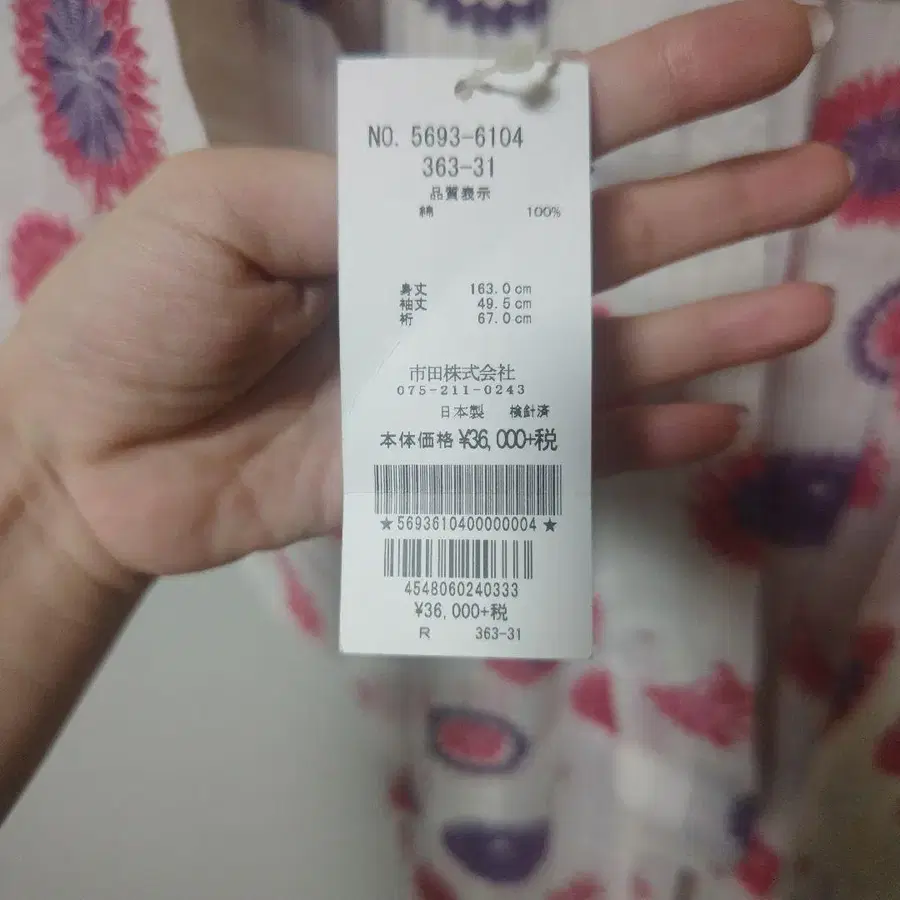 NO. 5693-6104
363-31
品質表示
綿 100%
身丈 163.0cm
袖丈 49.5cm
裄 67.0cm
市田株式会社
075-211-0243
日本製 検針済
本体価格 ¥36,000+税
★5693610400000004★
4548060240333
¥36,000+税
R 363-31